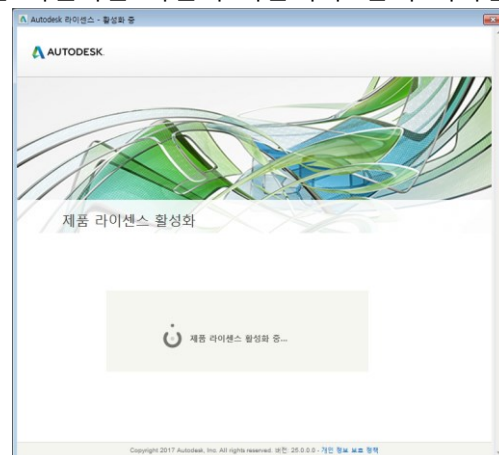 Autodesk 라이센스 - 활성화 중
AUTODESK.
제품 라이센스 활성화
제품 라이센스 활성화 중...
Copyright 2017 Autodesk, Inc. All rights reserved. 버전: 25.0.0.0 - 개인 정보 보호 정책